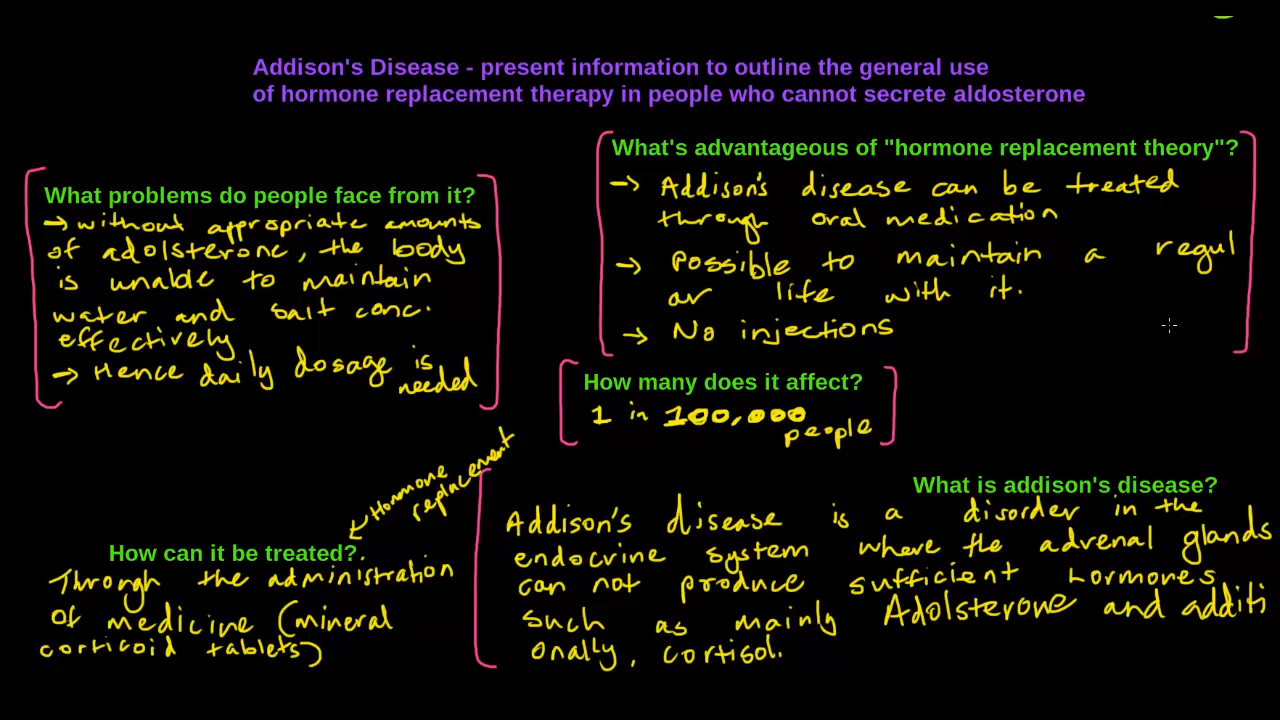 Addison's Disease - present information to outline the general use
of hormone replacement therapy in people who cannot secrete aldosterone
What problems do people face from it?
→ without appropriate amounts
of adolsterone, the body
is unable to maintain
water and salt conc.
effectively
→ Hence daily dosage is
needed
What's advantageous of "hormone replacement theory"?
→ Addison's disease can be treated
through oral medication
→ Possible to maintain a regul
ar life with it.
→ No injections
How many does it affect?
1 in 100,000
people
Hormone
replacement
How can it be treated?
Through the administration
of medicine (mineral
corticoid tablets)
What is addison's disease?
Addison's disease is a disorder in the
endocrine system where the adrenal glands
can not produce sufficient hormones
such as mainly Adolsterone and additi
onally, cortisol.